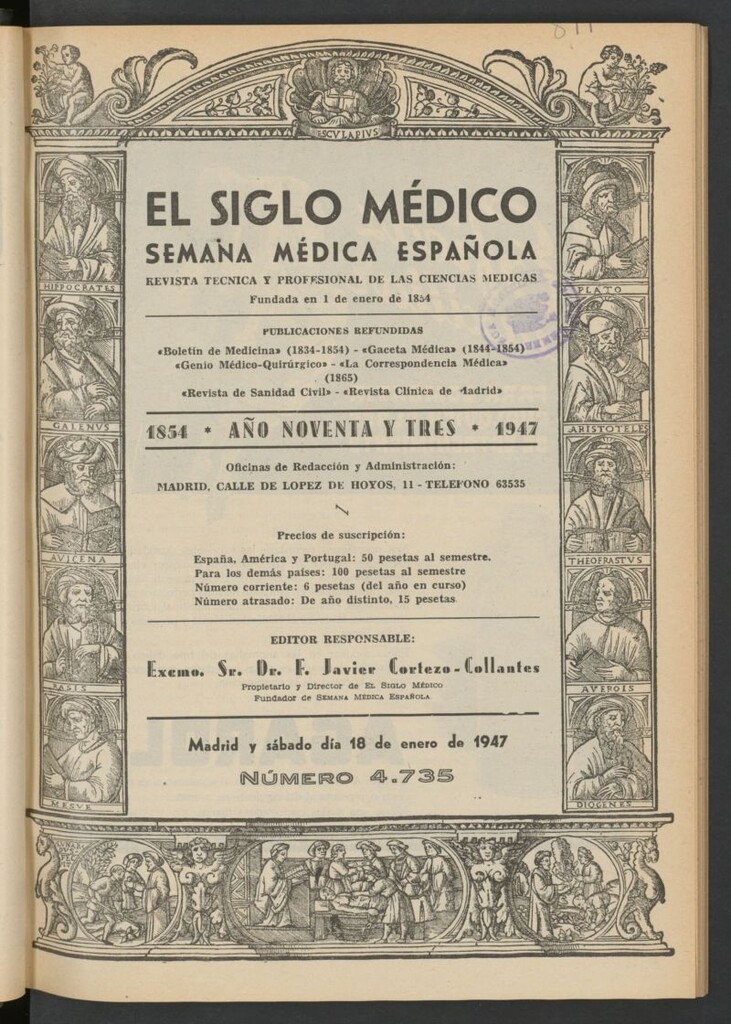 811
ESCVLAPIVS
EL SIGLO MÉDICO
SEMANA MÉDICA ESPAÑOLA
REVISTA TECNICA Y PROFESIONAL DE LAS CIENCIAS MEDICAS
Fundada en 1 de enero de 1854
PUBLICACIONES REFUNDIDAS
«Boletín de Medicina» (1834-1854) - «Gaceta Médica» (1844-1854)
«Genio Médico-Quirúrgico» - «La Correspondencia Médica»
(1865)
«Revista de Sanidad Civil» - «Revista Clínica de Madrid»
1854 * AÑO NOVENTA Y TRES * 1947
Oficinas de Redacción y Administración:
MADRID, CALLE DE LOPEZ DE HOYOS, 11 - TELEFONO 63535
Precios de suscripción:
España, América y Portugal: 50 pesetas al semestre.
Para los demás países: 100 pesetas al semestre
Número corriente: 6 pesetas (del año en curso)
Número atrasado: De año distinto, 15 pesetas
EDITOR RESPONSABLE:
Excmo. Sr. Dr. F. Javier Cortezo-Collantes
Propietario y Director de EL SIGLO MÉDICO
Fundador de SEMANA MÉDICA ESPAÑOLA
Madrid y sábado día 18 de enero de 1947
NÚMERO 4.735
HIPPOCRATES
GALENVS
AVICENA
RASIS
MESVE
PLATO
ARISTOTELES
THEOFRASTVS
AVEROIS
DIOGENES